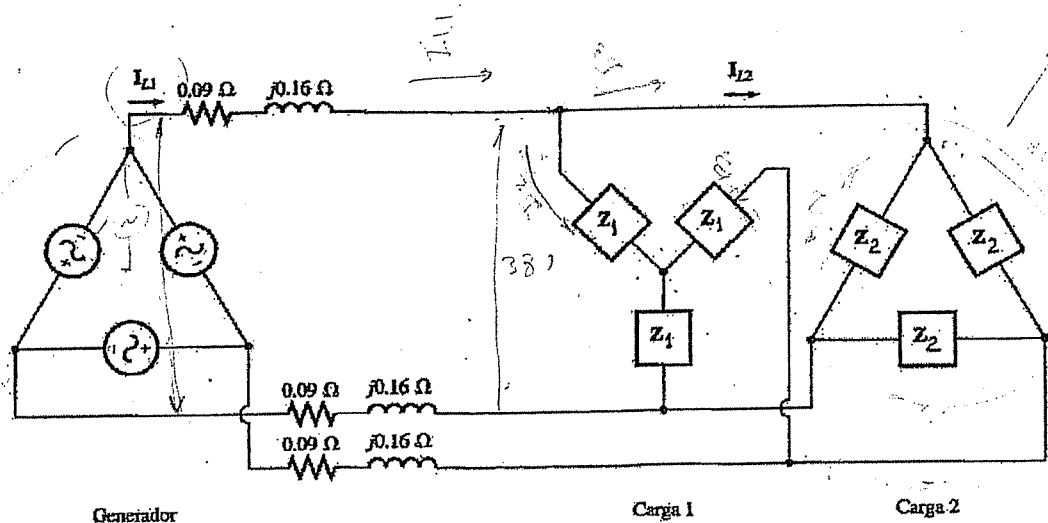 I_L1
0.09 Ω
j0.16 Ω
I_L2
Z_1
Z_1
Z_1
Z_2
Z_2
Z_2
0.09 Ω
j0.16 Ω
0.09 Ω
j0.16 Ω
Generador
Carga 1
Carga 2